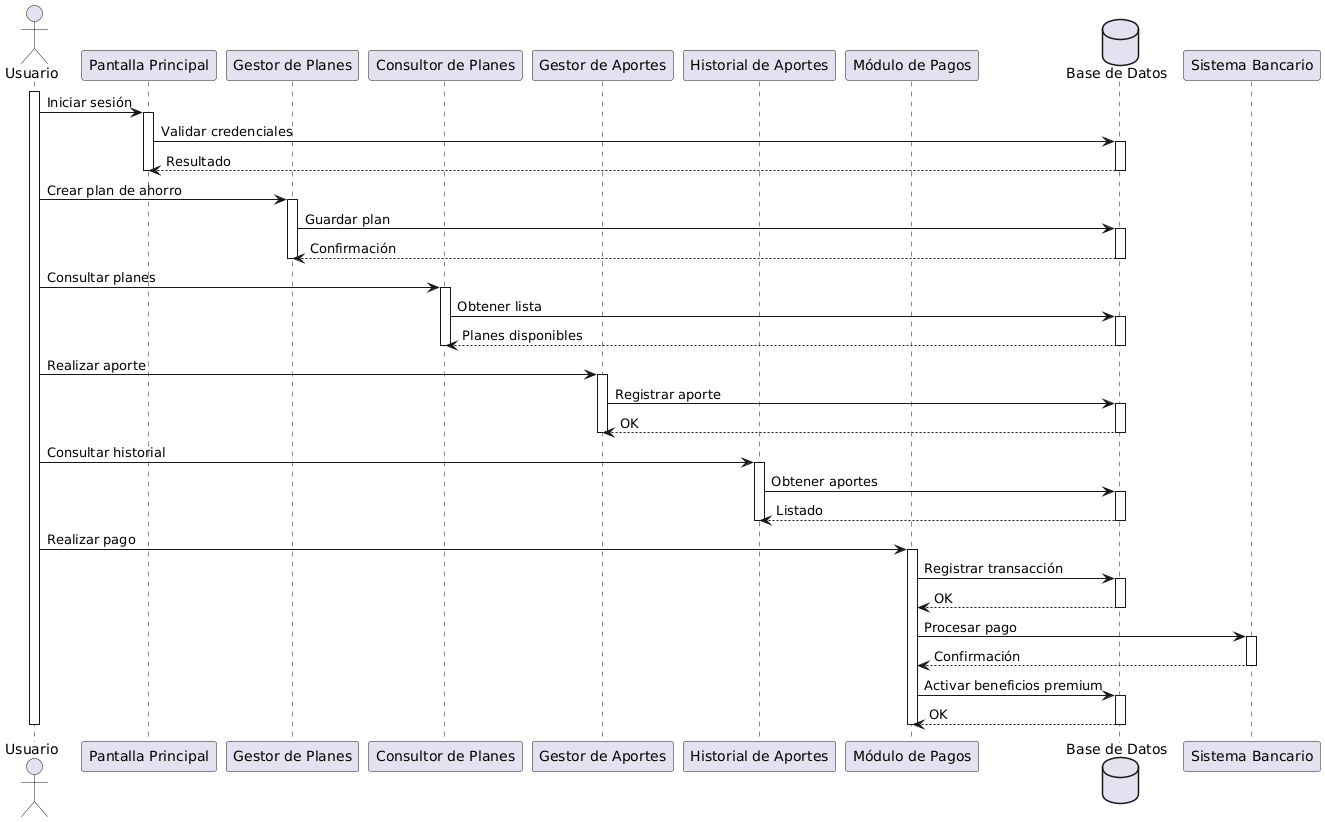 Usuario
Pantalla Principal
Gestor de Planes
Consultor de Planes
Gestor de Aportes
Historial de Aportes
Módulo de Pagos
Base de Datos
Sistema Bancario
Iniciar sesión
Validar credenciales
Resultado
Crear plan de ahorro
Guardar plan
Confirmación
Consultar planes
Obtener lista
Planes disponibles
Realizar aporte
Registrar aporte
OK
Consultar historial
Obtener aportes
Listado
Realizar pago
Registrar transacción
OK
Procesar pago
Confirmación
Activar beneficios premium
OK
Usuario
Pantalla Principal
Gestor de Planes
Consultor de Planes
Gestor de Aportes
Historial de Aportes
Módulo de Pagos
Base de Datos
Sistema Bancario